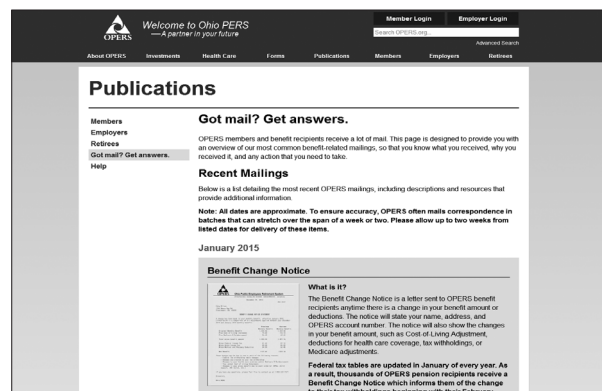 OPERS
Welcome to Ohio PERS
—A partner in your future
Member Login
Employer Login
Search OPERS.org...
Advanced Search
About OPERS
Investments
Health Care
Forms
Publications
Members
Employers
Retirees
Publications
Members
Employers
Retirees
Got mail? Get answers.
Help
Got mail? Get answers.
OPERS members and benefit recipients receive a lot of mail. This page is designed to provide you with
an overview of our most common benefit-related mailings, so that you know what you received, why you
received it, and any action that you need to take.
Recent Mailings
Below is a list detailing the most recent OPERS mailings, including descriptions and resources that
provide additional information
Note: All dates are approximate. To ensure accuracy, OPERS often mails correspondence in
batches that can stretch over the span of a week or two. Please allow up to two weeks from
listed dates for delivery of these items.
January 2015
Benefit Change Notice
What is it?
The Benefit Change Notice is a letter sent to OPERS benefit
recipients anytime there is a change in your benefit amount or
deductions. The notice will state your name, address, and
OPERS account number. The notice will also show the changes
in your benefit amount, such as Cost-of-Living Adjustment,
deductions for health care coverage, tax withholdings, or
Medicare adjustments.
Federal tax tables are updated in January of every year. As
a result, thousands of OPERS pension recipients receive a
Benefit Change Notice which informs them of the change
to their tax withholdings beginning with their February